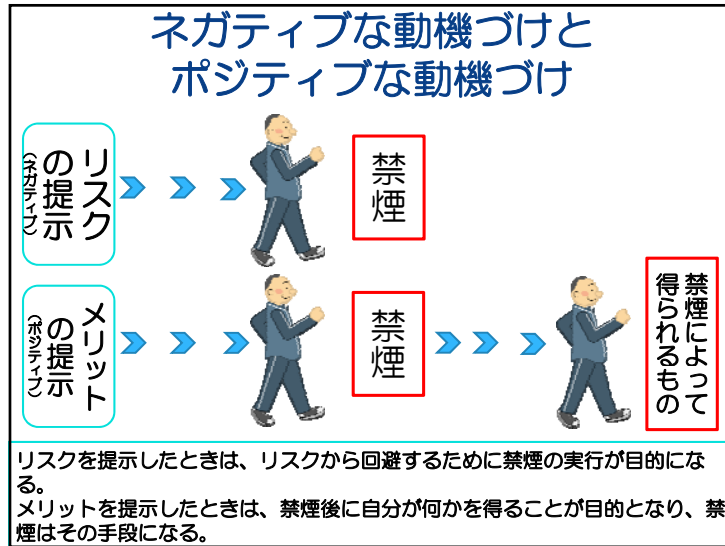 ネガティブな動機づけと
ポジティブな動機づけ
リスク
の提示
(ネガティブ)
禁煙
メリット
の提示
(ポジティブ)
禁煙
禁煙によって
得られるもの
リスクを提示したときは、リスクから回避するために禁煙の実行が目的にな
る。
メリットを提示したときは、禁煙後に自分が何かを得ることが目的となり、禁
煙はその手段になる。